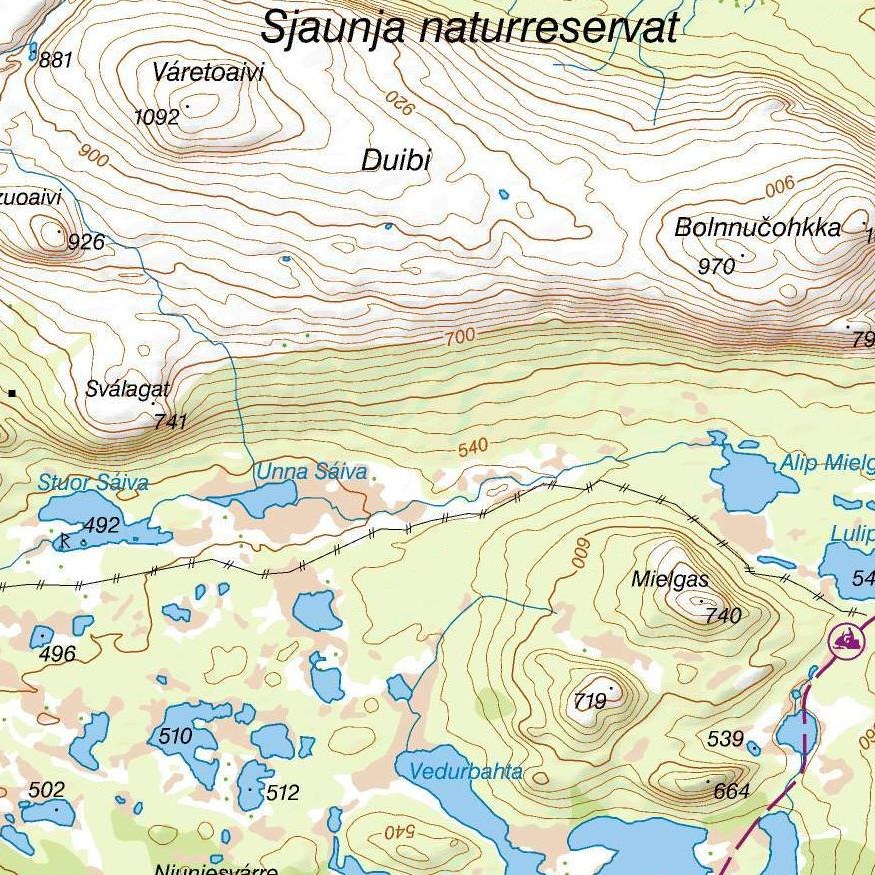 Sjaunja naturreservat
881
Váretoaivi
1092
920
906
Duibi
900
926
Bolnnučohkka
970
700
Sválagat
741
540
Stuor Sáiva
Unna Sáiva
492
R
600
Mielgas
740
496
719
510
539
Vedurbahta
664
502
512
540